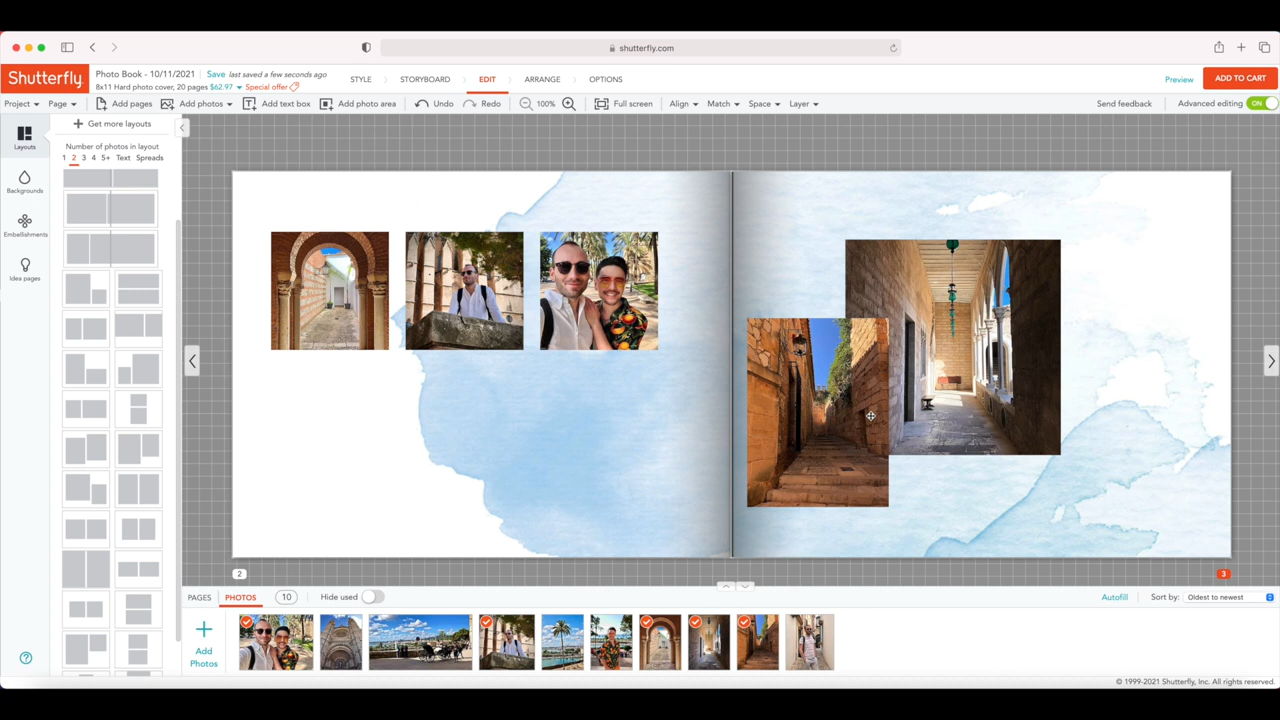 shutterfly.com
Shutterfly
Photo Book - 10/11/2021 Save last saved a few seconds ago
8x11 Hard photo cover, 20 pages $62.97 Special offer
STYLE STORYBOARD EDIT ARRANGE OPTIONS
Preview ADD TO CART
Project Page Add pages Add photos Add text box Add photo area Undo Redo 100% Full screen Align Match Space Layer Send feedback Advanced editing ON
Layouts
Backgrounds
Embellishments
Idea pages
Get more layouts
Number of photos in layout
1 2 3 4 5+ Text Spreads
2
3
PAGES PHOTOS 10 Hide used Autofill Sort by: Oldest to newest
Add
Photos
© 1999-2021 Shutterfly, Inc. All rights reserved.